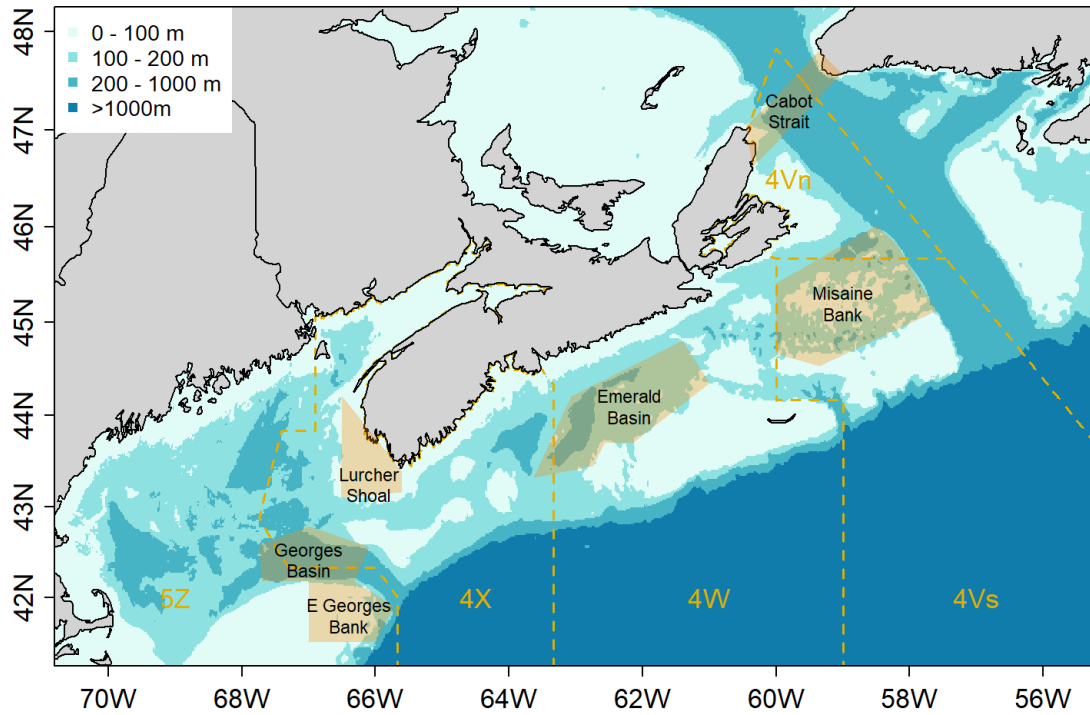 0 - 100 m
100 - 200 m
200 - 1000 m
>1000m
48N
47N
46N
45N
44N
43N
42N
Cabot
Strait
4Vn
Misaine
Bank
Emerald
Basin
Lurcher
Shoal
Georges
Basin
E Georges
Bank
5Z
4X
4W
4Vs
70W
68W
66W
64W
62W
60W
58W
56W